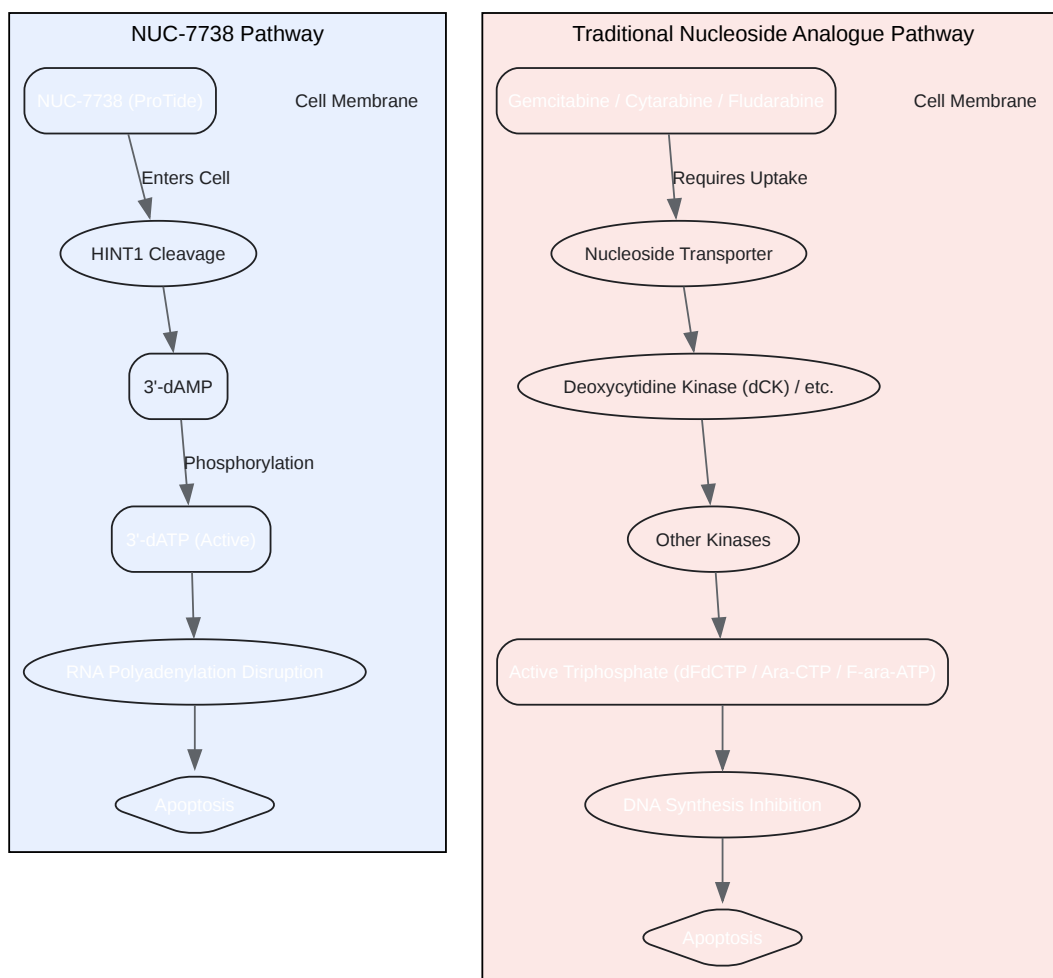 NUC-7738 Pathway
NUC-7738 (ProTide)
Cell Membrane
Enters Cell
HINT1 Cleavage
3'-dAMP
Phosphorylation
3'-dATP (Active)
RNA Polyadenylation Disruption
Apoptosis
Traditional Nucleoside Analogue Pathway
Gemcitabine / Cytarabine / Fludarabine
Cell Membrane
Requires Uptake
Nucleoside Transporter
Deoxycytidine Kinase (dCK) / etc.
Other Kinases
Active Triphosphate (dFdCTP / Ara-CTP / F-ara-ATP)
DNA Synthesis Inhibition
Apoptosis